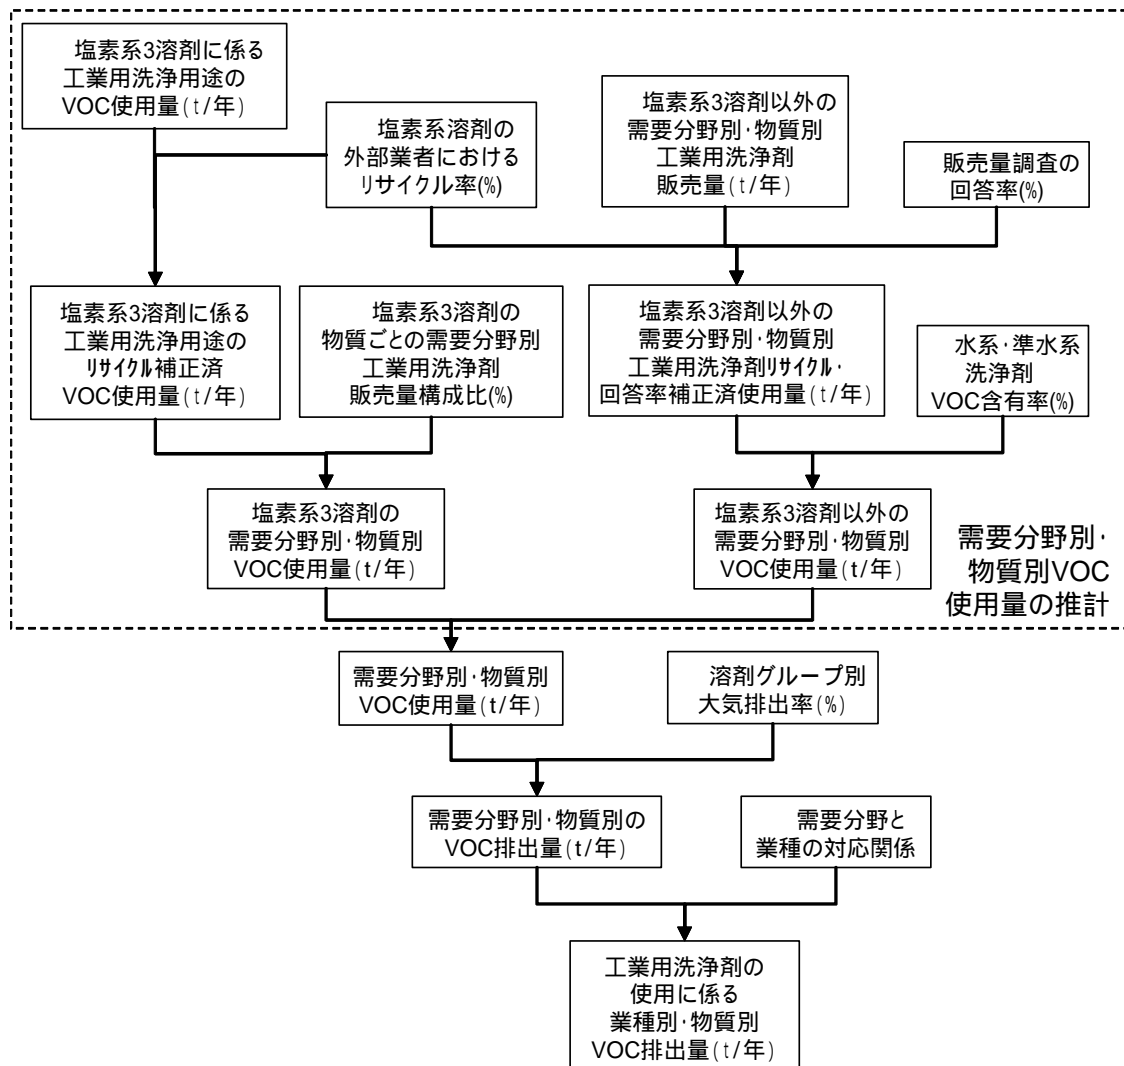 塩素系3溶剤に係る
工業用洗浄用途の
VOC使用量(t/年)
塩素系溶剤の
外部業者における
リサイクル率(%)
塩素系3溶剤以外の
需要分野別･物質別
工業用洗浄剤
販売量(t/年)
販売量調査の
回答率(%)
塩素系3溶剤に係る
工業用洗浄用途の
リサイクル補正済
VOC使用量(t/年)
塩素系3溶剤の
物質ごとの需要分野別
工業用洗浄剤
販売量構成比(%)
塩素系3溶剤以外の
需要分野別･物質別
工業用洗浄剤リサイクル･
回答率補正済使用量(t/年)
水系･準水系
洗浄剤
VOC含有率(%)
塩素系3溶剤の
需要分野別･物質別
VOC使用量(t/年)
塩素系3溶剤以外の
需要分野別･物質別
VOC使用量(t/年)
需要分野別･
物質別VOC
使用量の推計
需要分野別･物質別
VOC使用量(t/年)
溶剤グループ別
大気排出率(%)
需要分野別･物質別の
VOC排出量(t/年)
需要分野と
業種の対応関係
工業用洗浄剤の
使用に係る
業種別･物質別
VOC排出量(t/年)